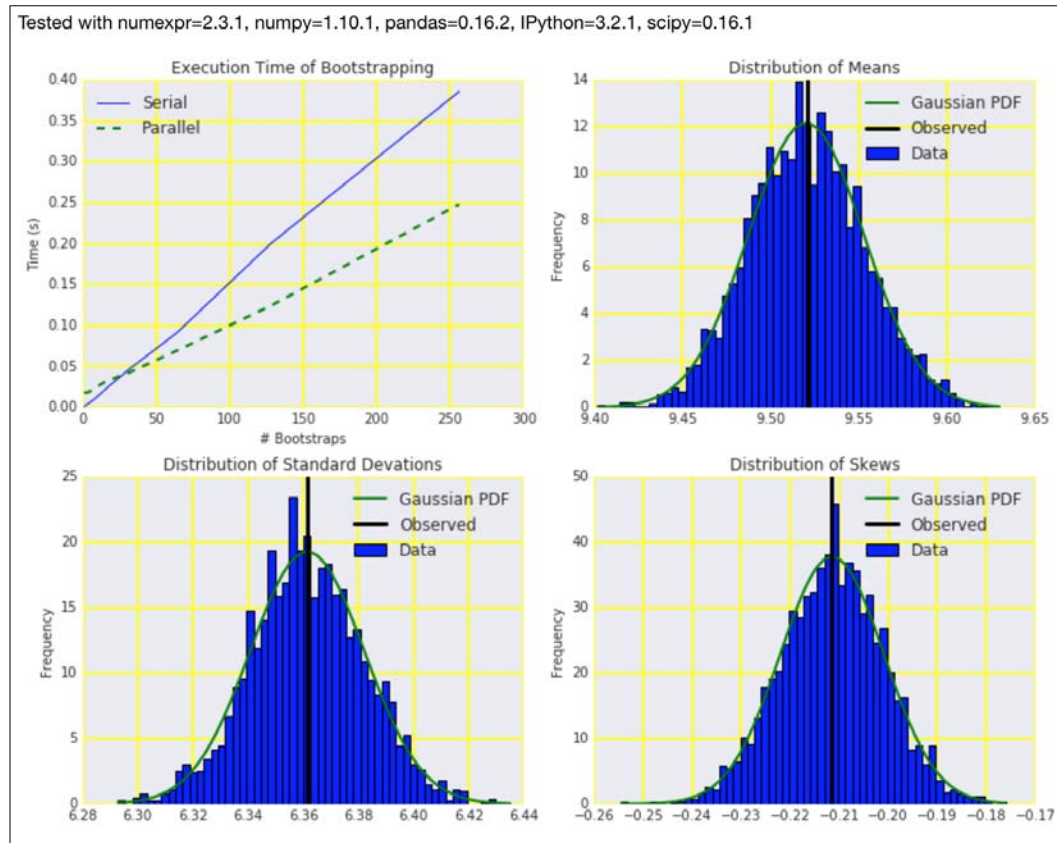 Tested with numexpr=2.3.1, numpy=1.10.1, pandas=0.16.2, IPython=3.2.1, scipy=0.16.1
Execution Time of Bootstrapping
Serial
Parallel
Time (s)
0.40
0.35
0.30
0.25
0.20
0.15
0.10
0.05
0.00
0
50
100
150
200
250
300
# Bootstraps
Distribution of Means
Gaussian PDF
Observed
Data
Frequency
14
12
10
8
6
4
2
0
9.40
9.45
9.50
9.55
9.60
9.65
Distribution of Standard Devations
Gaussian PDF
Observed
Data
Frequency
25
20
15
10
5
0
6.28
6.30
6.32
6.34
6.36
6.38
6.40
6.42
6.44
Distribution of Skews
Gaussian PDF
Observed
Data
Frequency
50
40
30
20
10
0
−0.26
−0.25
−0.24
−0.23
−0.22
−0.21
−0.20
−0.19
−0.18
−0.17